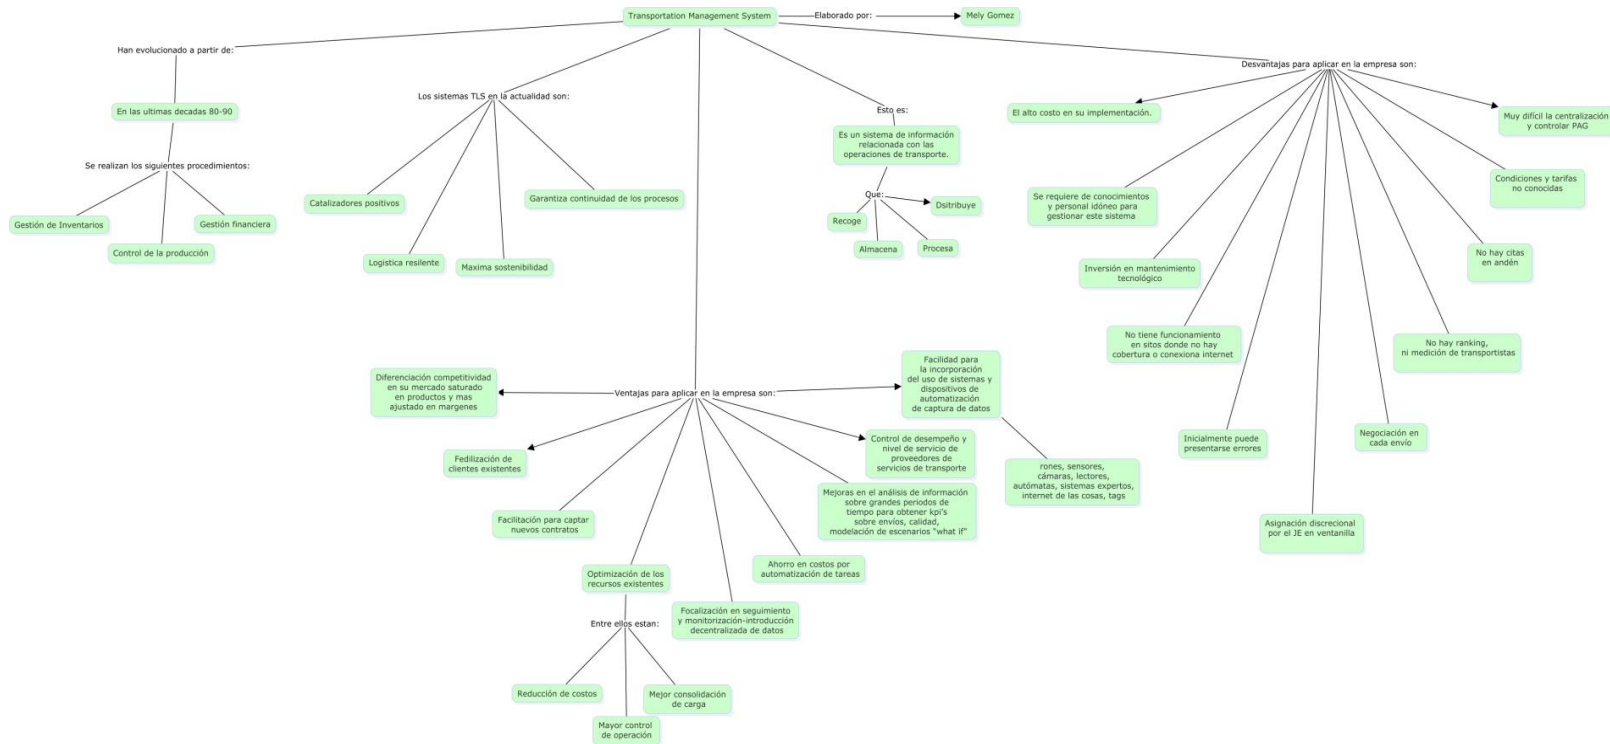 Transportation Management System
Elaborado por:
Mely Gomez
Han evolucionado a partir de:
En las ultimas decadas 80-90
Se realizan los siguientes procedimientos:
Gestión de Inventarios
Control de la producción
Gestión financiera
Los sistemas TLS en la actualidad son:
Catalizadores positivos
Logistica resilente
Maxima sostenibilidad
Garantiza continuidad de los procesos
Esto es:
Es un sistema de información
relacionada con las
operaciones de transporte.
Que:
Recoge
Almacena
Procesa
Dsitribuye
Desvantajas para aplicar en la empresa son:
El alto costo en su implementación.
Se requiere de conocimientos
y personal idóneo para
gestionar este sistema
Inversión en mantenimiento
tecnológico
No tiene funcionamiento
en sitos donde no hay
cobertura o conexiona internet
Inicialmente puede
presentarse errores
Asignación discrecional
por el JE en ventanilla
Negociación en
cada envío
No hay ranking,
ni medición de transportistas
No hay citas
en andén
Condiciones y tarifas
no conocidas
Muy difícil la centralización
y controlar PAG
Ventajas para aplicar en la empresa son:
Diferenciación competitividad
en su mercado saturado
en productos y mas
ajustado en margenes
Fedilización de
clientes existentes
Facilitación para captar
nuevos contratos
Optimización de los
recursos existentes
Entre ellos estan:
Reducción de costos
Mayor control
de operación
Mejor consolidación
de carga
Focalización en seguimiento
y monitorización-introducción
decentralizada de datos
Ahorro en costos por
automatización de tareas
Mejoras en el análisis de información
sobre grandes periodos de
tiempo para obtener kpi's
sobre envíos, calidad,
modelación de escenarios "what if"
Control de desempeño y
nivel de servicio de
proveedores de
servicios de transporte
Facilidad para
la incorporación
del uso de sistemas y
dispositivos de
automatización
de captura de datos
rones, sensores,
cámaras, lectores,
autómatas, sistemas expertos,
internet de las cosas, tags